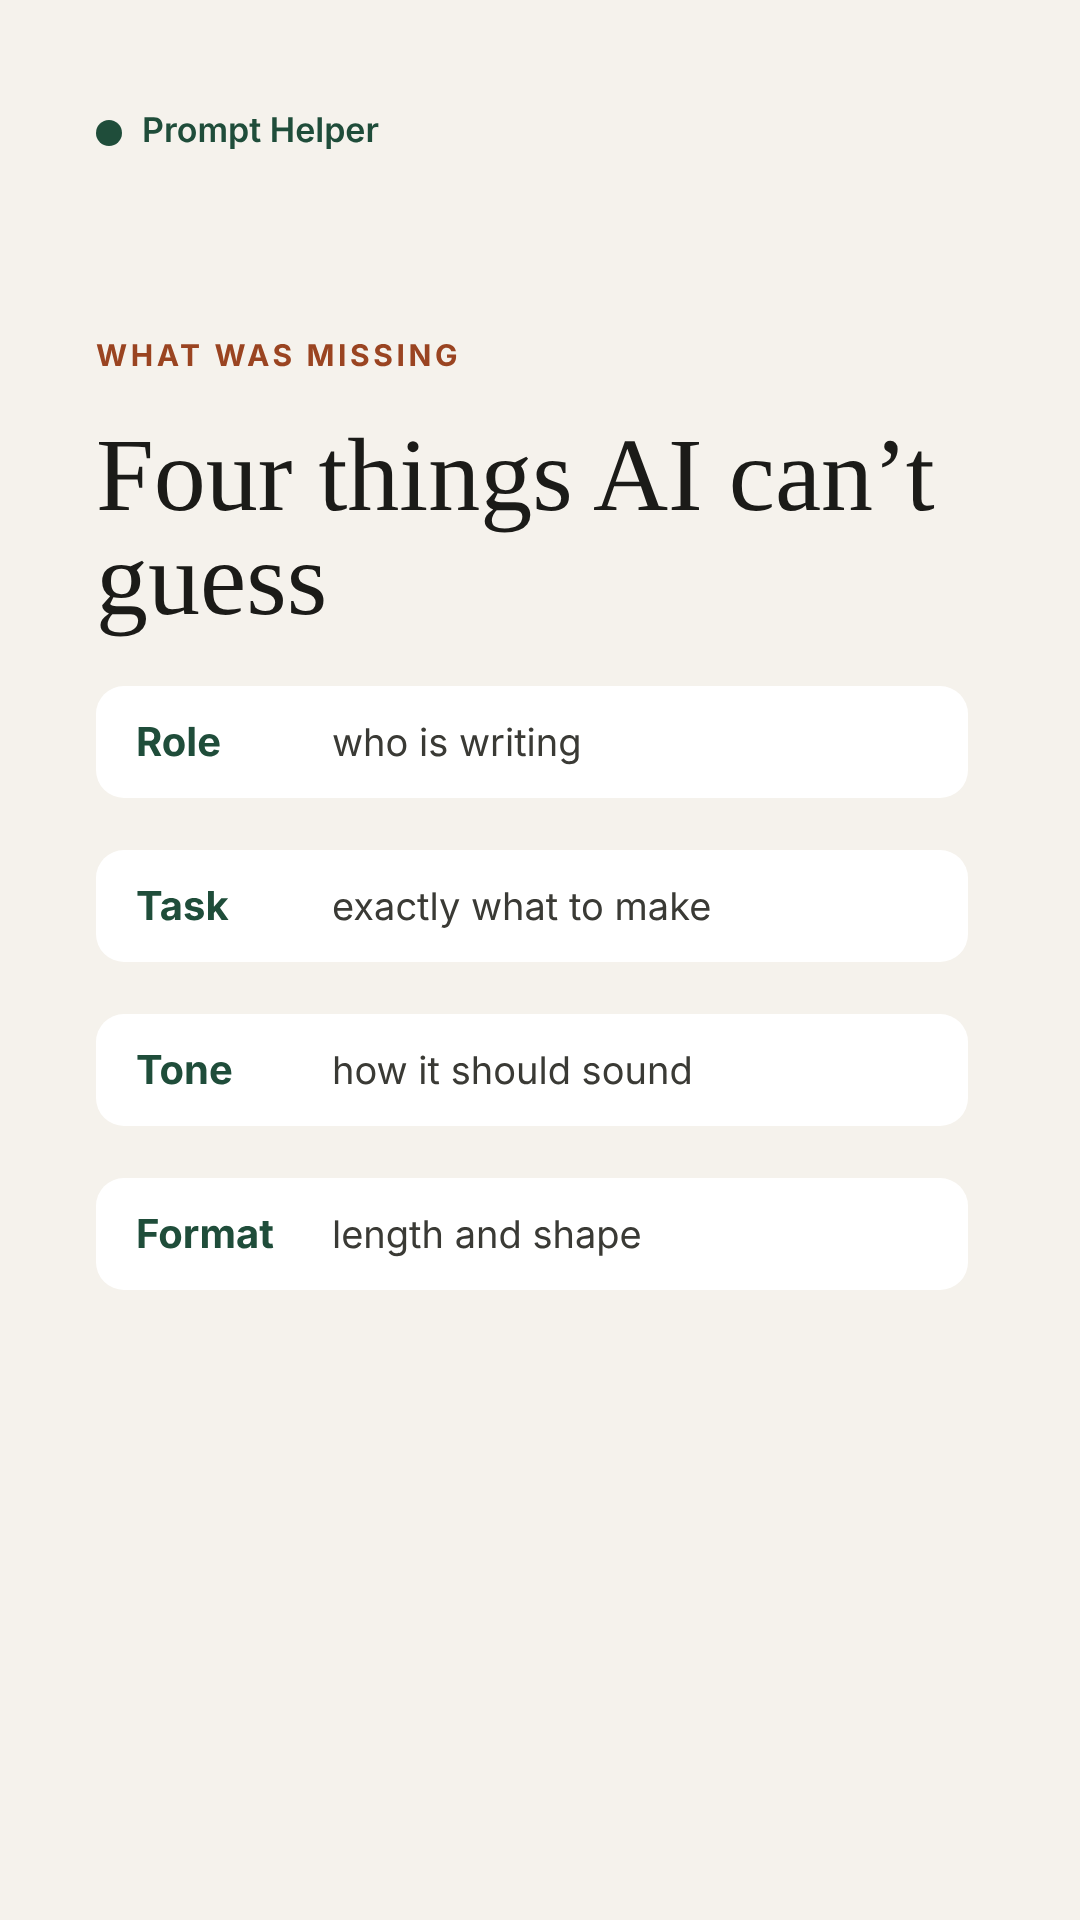 Prompt Helper
WHAT WAS MISSING
Four things AI can’t
guess
Role who is writing
Task exactly what to make
Tone how it should sound
Format length and shape